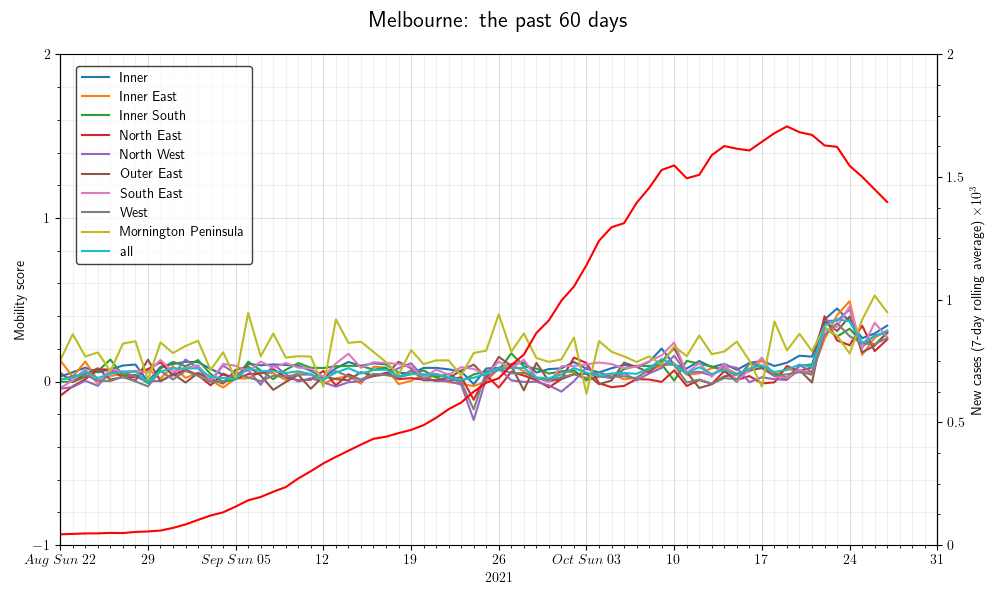 Melbourne: the past 60 days
Inner
Inner East
Inner South
North East
North West
Outer East
South East
West
Mornington Peninsula
all
2
1
0
−1
Mobility score
2
1.5
1
0.5
0
New cases (7−day rolling average) ×10³
Aug Sun 22 29 Sep Sun 05 12 19 26 Oct Sun 03 10 17 24 31
2021